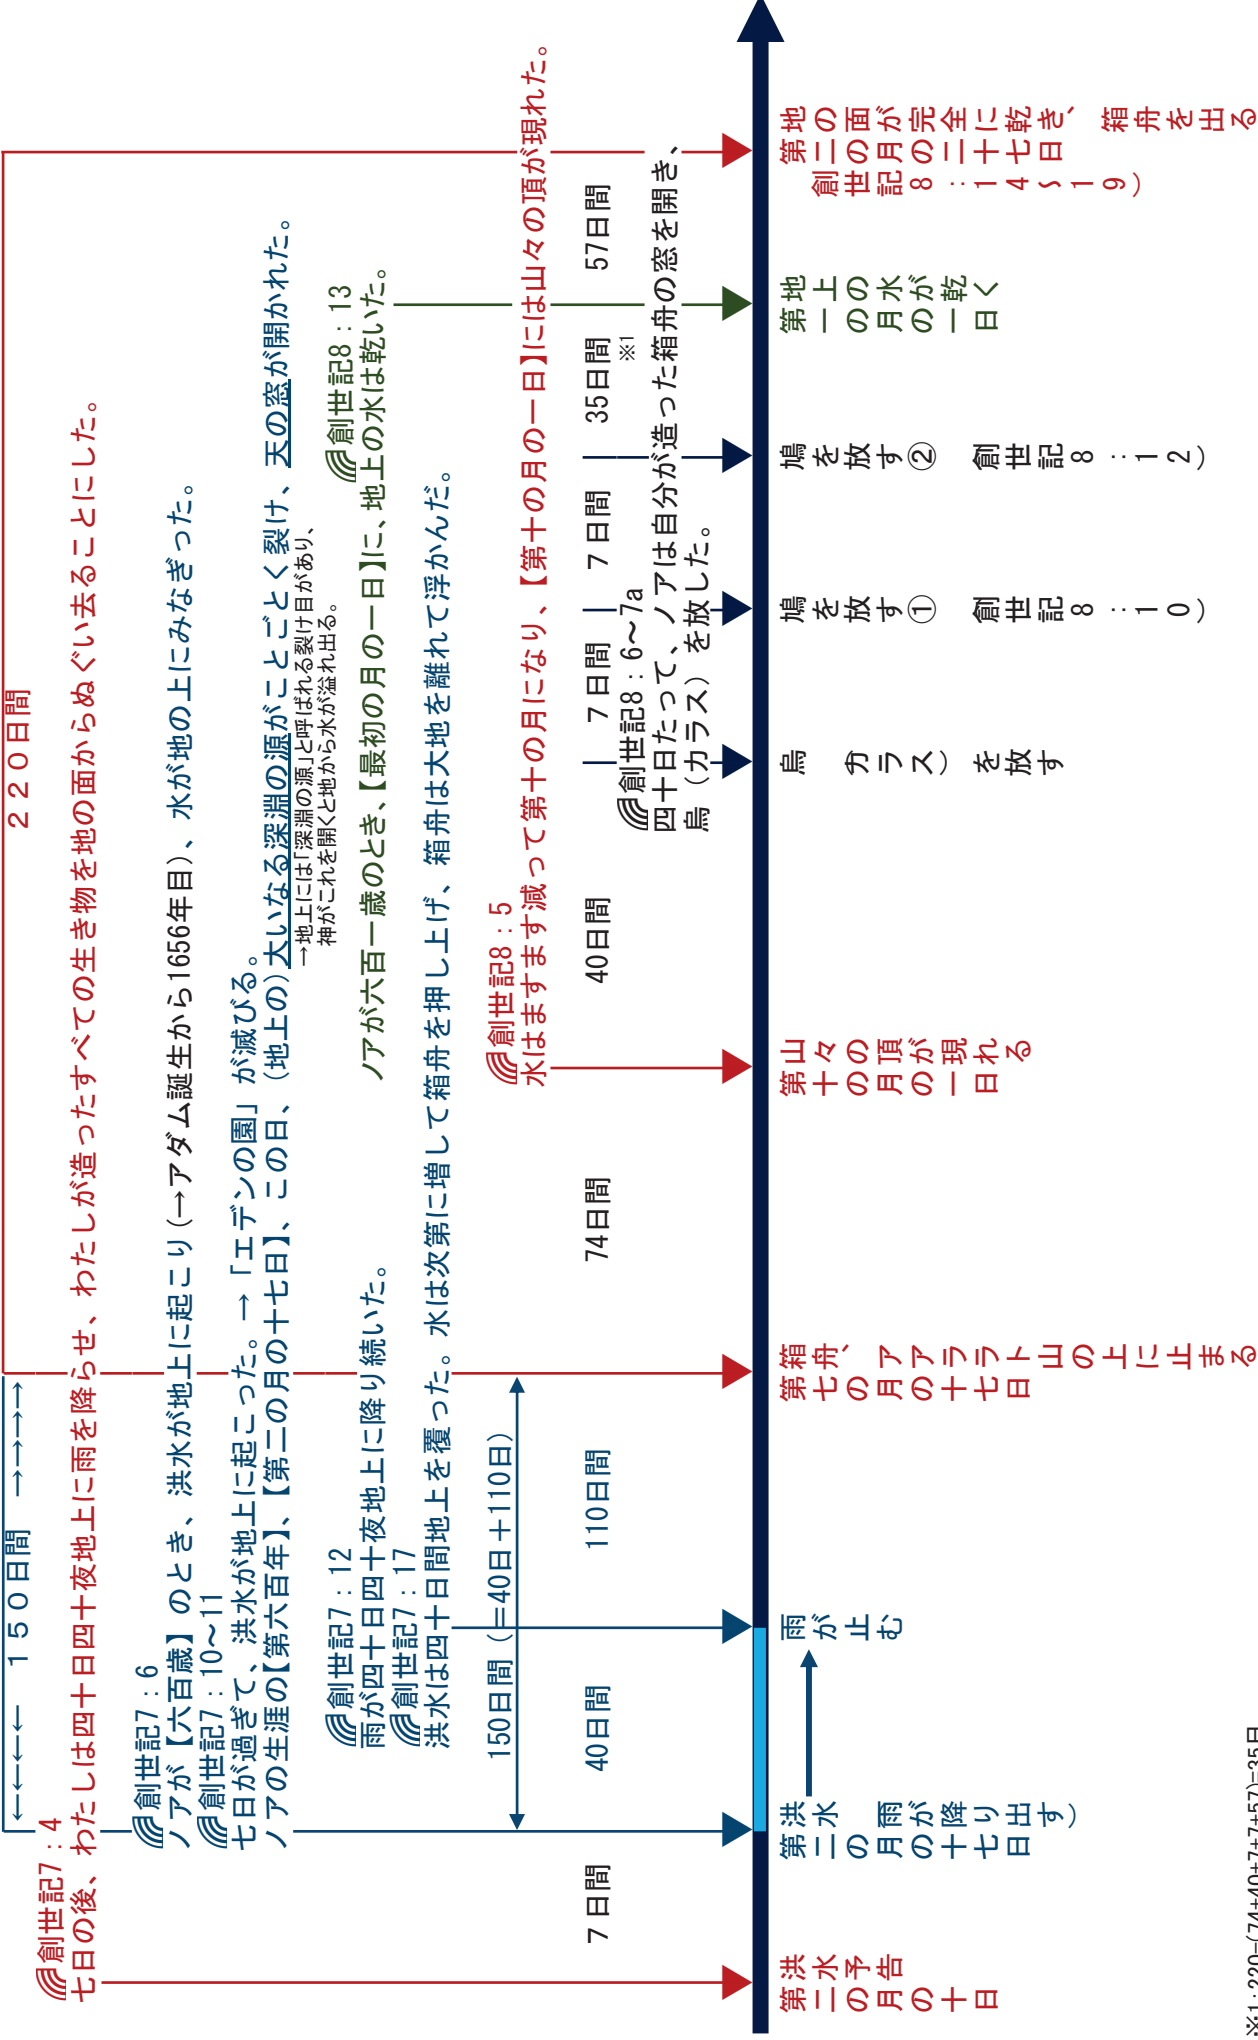 ←←←← 150日間 →→→→
220日間
創世記7：4
七日の後、わたしは四十日四十夜地上に雨を降らせ、わたしが造ったすべての生き物を地の面からぬぐい去ることにした。
創世記7：6
ノアが【六百歳】のとき、洪水が地上に起こり（→アダム誕生から1656年目）、水が地の上にみなぎった。
創世記7：10～11
七日が過ぎて、洪水が地上に起こった。→「エデンの園」が滅びる。
ノアの生涯の【第六百年】、【第二の月の十七日】、この日、（地上の）大いなる深淵の源がことごとく裂け、天の窓が開かれた。
→地上には「深淵の源」と呼ばれる裂け目があり、
神がこれを開くと地から水が溢れ出る。
創世記7：12
雨が四十日四十夜地上に降り続いた。
創世記7：17
洪水は四十日間地上を覆った。水は次第に増して箱舟を押し上げ、箱舟は大地を離れて浮かんだ。
創世記8：13
ノアが六百一歳のとき、【最初の月の一日】に、地上の水は乾いた。
150日間（＝40日＋110日）
創世記8：5
水はますます減って第十の月になり、【第十の月の一日】には山々の頂が現れた。
7日間
40日間
110日間
74日間
40日間
7日間
7日間
35日間
※1
57日間
創世記8：6～7a
四十日たって、ノアは自分が造った箱舟の窓を開き、
烏（カラス）を放した。
洪水予告
第二の月の十日
洪水 雨が降り出す）
第二の月の十七日
雨が止む
箱舟、アララト山の上に止まる
第七の月の十七日
山々の頂が現れる
第十の月の一日
烏 カラス）を放す
鳩を放す① 創世記8：10）
鳩を放す② 創世記8：12）
地上の水が乾く
第一の月の一日
地の面が完全に乾き、箱舟を出る
第二の月の二十七日
創世記8：14～19）
※1：220－(74+40+7+7+57)=35日